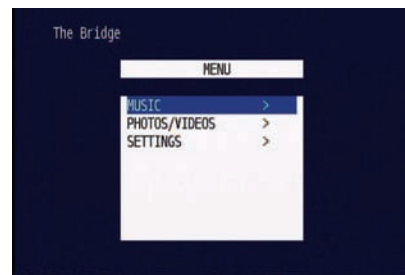 The Bridge
MENU
MUSIC >
PHOTOS/VIDEOS >
SETTINGS >